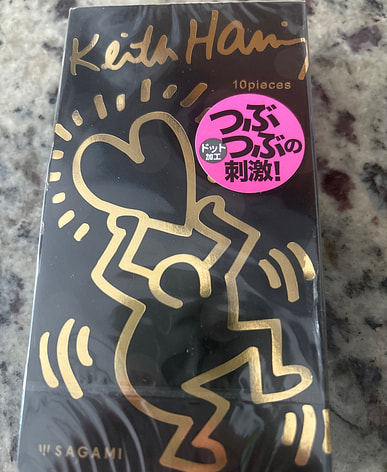 Keith Haring
10pieces
つぶ
つぶの
ドット
加工
刺激!
SAGAMI